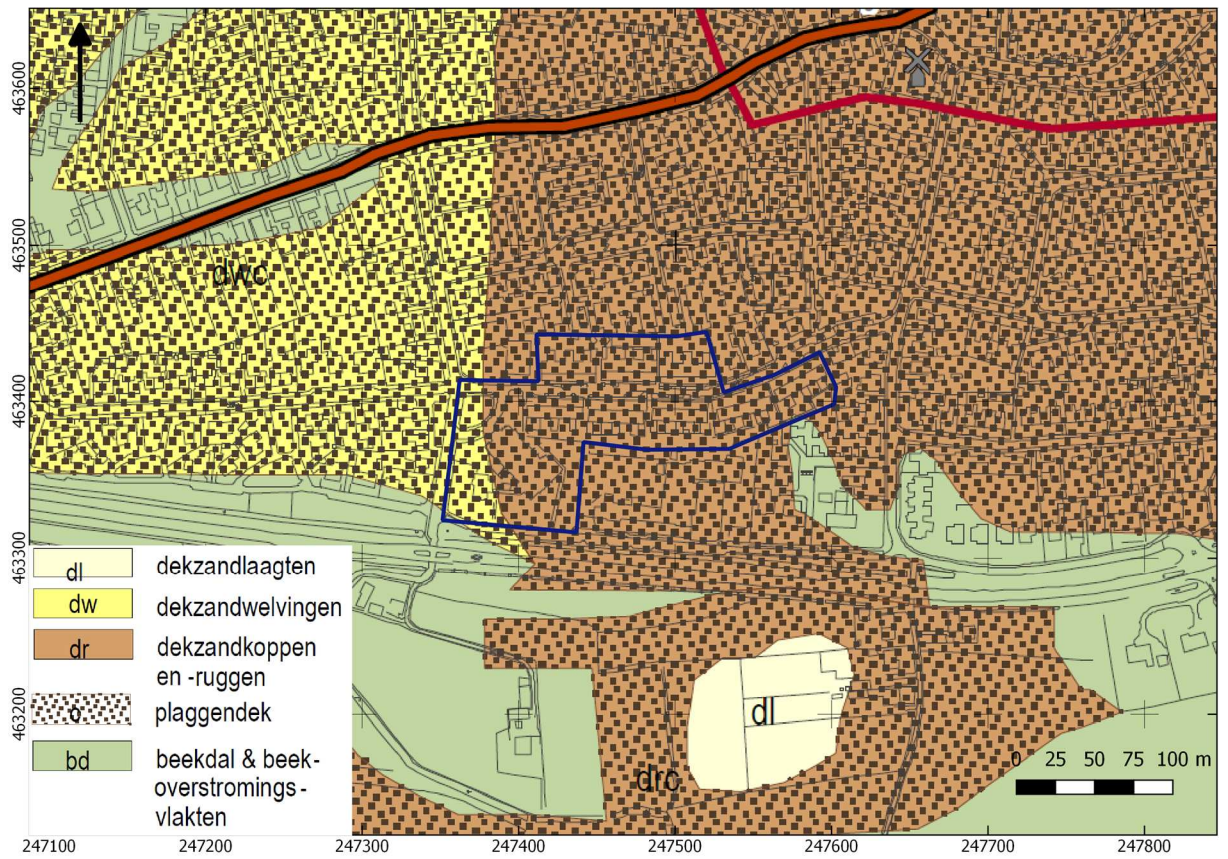 463600
463500
463400
463300
463200
dwc
dl
drc
dl dekzandlaagten
dw dekzandwelvingen
dr dekzandkoppen
en -ruggen
plaggendek
bd beekdal & beek-
overstromings -
vlakten
0 25 50 75 100 m
247100 247200 247300 247400 247500 247600 247700 247800